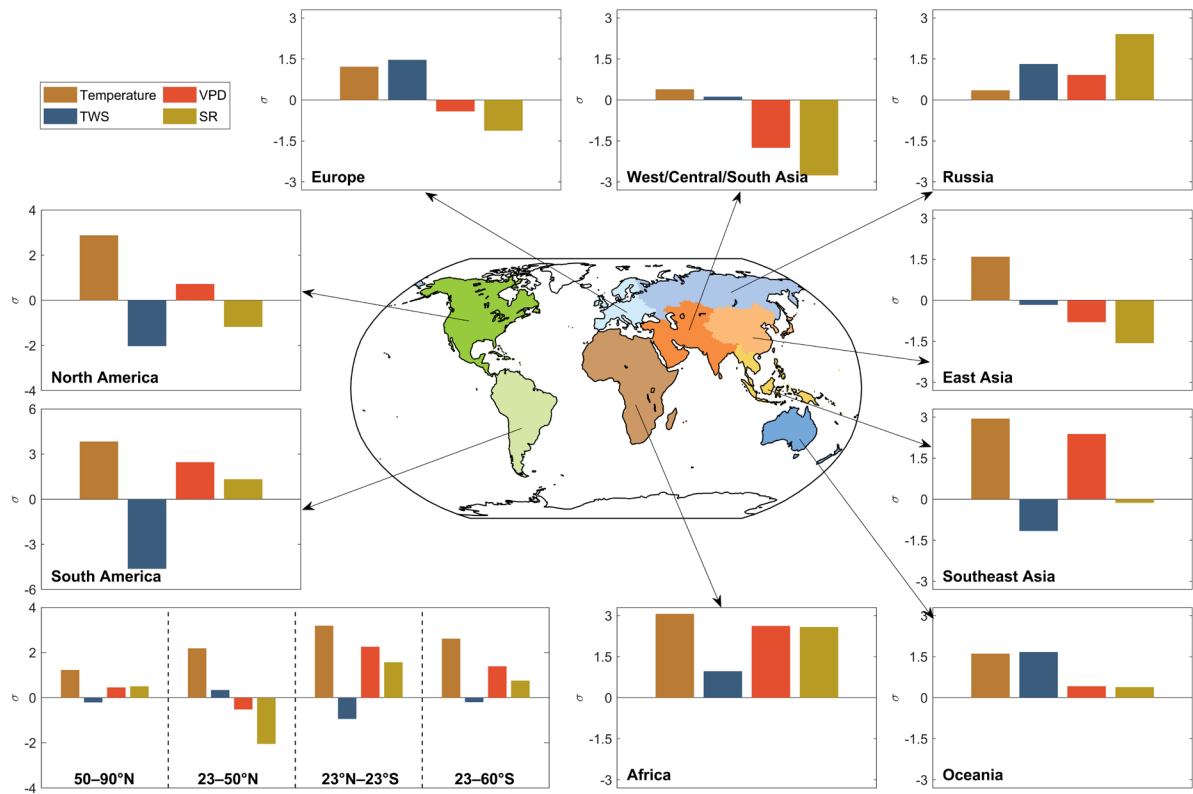 Temperature VPD
TWS SR
3
1.5
0
-1.5
-3
σ
Europe
3
1.5
0
-1.5
-3
σ
West/Central/South Asia
3
1.5
0
-1.5
-3
σ
Russia
4
2
0
-2
-4
σ
North America
3
1.5
0
-1.5
-3
σ
East Asia
6
3
0
-3
-6
σ
South America
3
1.5
0
-1.5
-3
σ
Southeast Asia
4
2
0
-2
-4
σ
50–90°N 23–50°N 23°N–23°S 23–60°S
3
1.5
0
-1.5
-3
σ
Africa
3
1.5
0
-1.5
-3
σ
Oceania